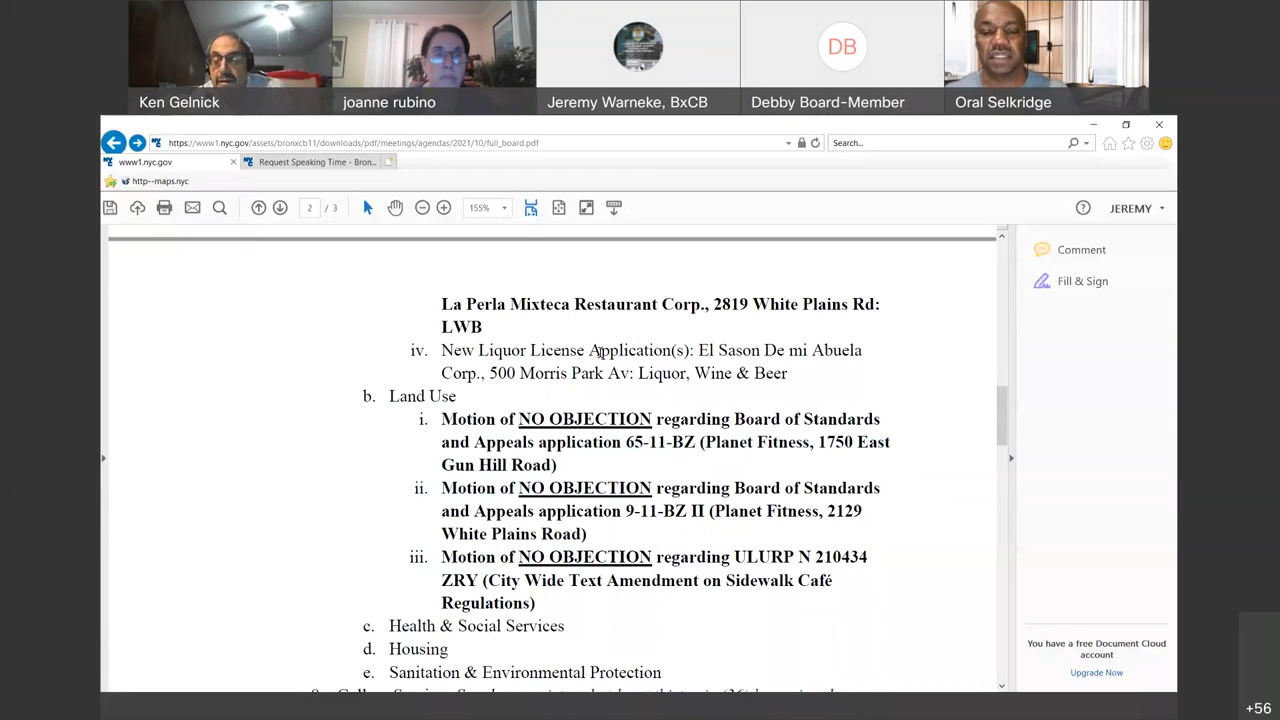 DB
Ken Gelnick
joanne rubino
Jeremy Warneke, BxCB
Debby Board-Member
Oral Selkridge
https://www1.nyc.gov/assets/bronxcb11/downloads/pdf/meetings/agendas/2021/10/full_board.pdf
Search...
www1.nyc.gov
Request Speaking Time - Bron...
http--maps.nyc
2 / 3
155%
JEREMY
La Perla Mixteca Restaurant Corp., 2819 White Plains Rd:
LWB
iv. New Liquor License Application(s): El Sason De mi Abuela
Corp., 500 Morris Park Av: Liquor, Wine & Beer
b. Land Use
i. Motion of NO OBJECTION regarding Board of Standards
and Appeals application 65-11-BZ (Planet Fitness, 1750 East
Gun Hill Road)
ii. Motion of NO OBJECTION regarding Board of Standards
and Appeals application 9-11-BZ II (Planet Fitness, 2129
White Plains Road)
iii. Motion of NO OBJECTION regarding ULURP N 210434
ZRY (City Wide Text Amendment on Sidewalk Café
Regulations)
c. Health & Social Services
d. Housing
e. Sanitation & Environmental Protection
Comment
Fill & Sign
You have a free Document Cloud
account
Upgrade Now
+56